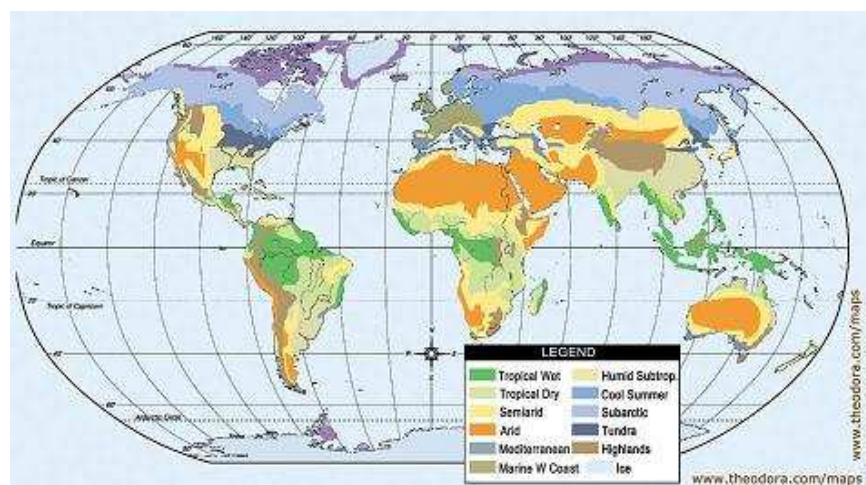 Tropic of Cancer
Equator
Tropic of Capricorn
Antarctic Circle
LEGEND
Tropical Wet
Humid Subtrop.
Tropical Dry
Cool Summer
Semiarid
Subarctic
Arid
Tundra
Mediterranean
Highlands
Marine W Coast
Ice
www.theodora.com/maps
www.theodora.com/maps